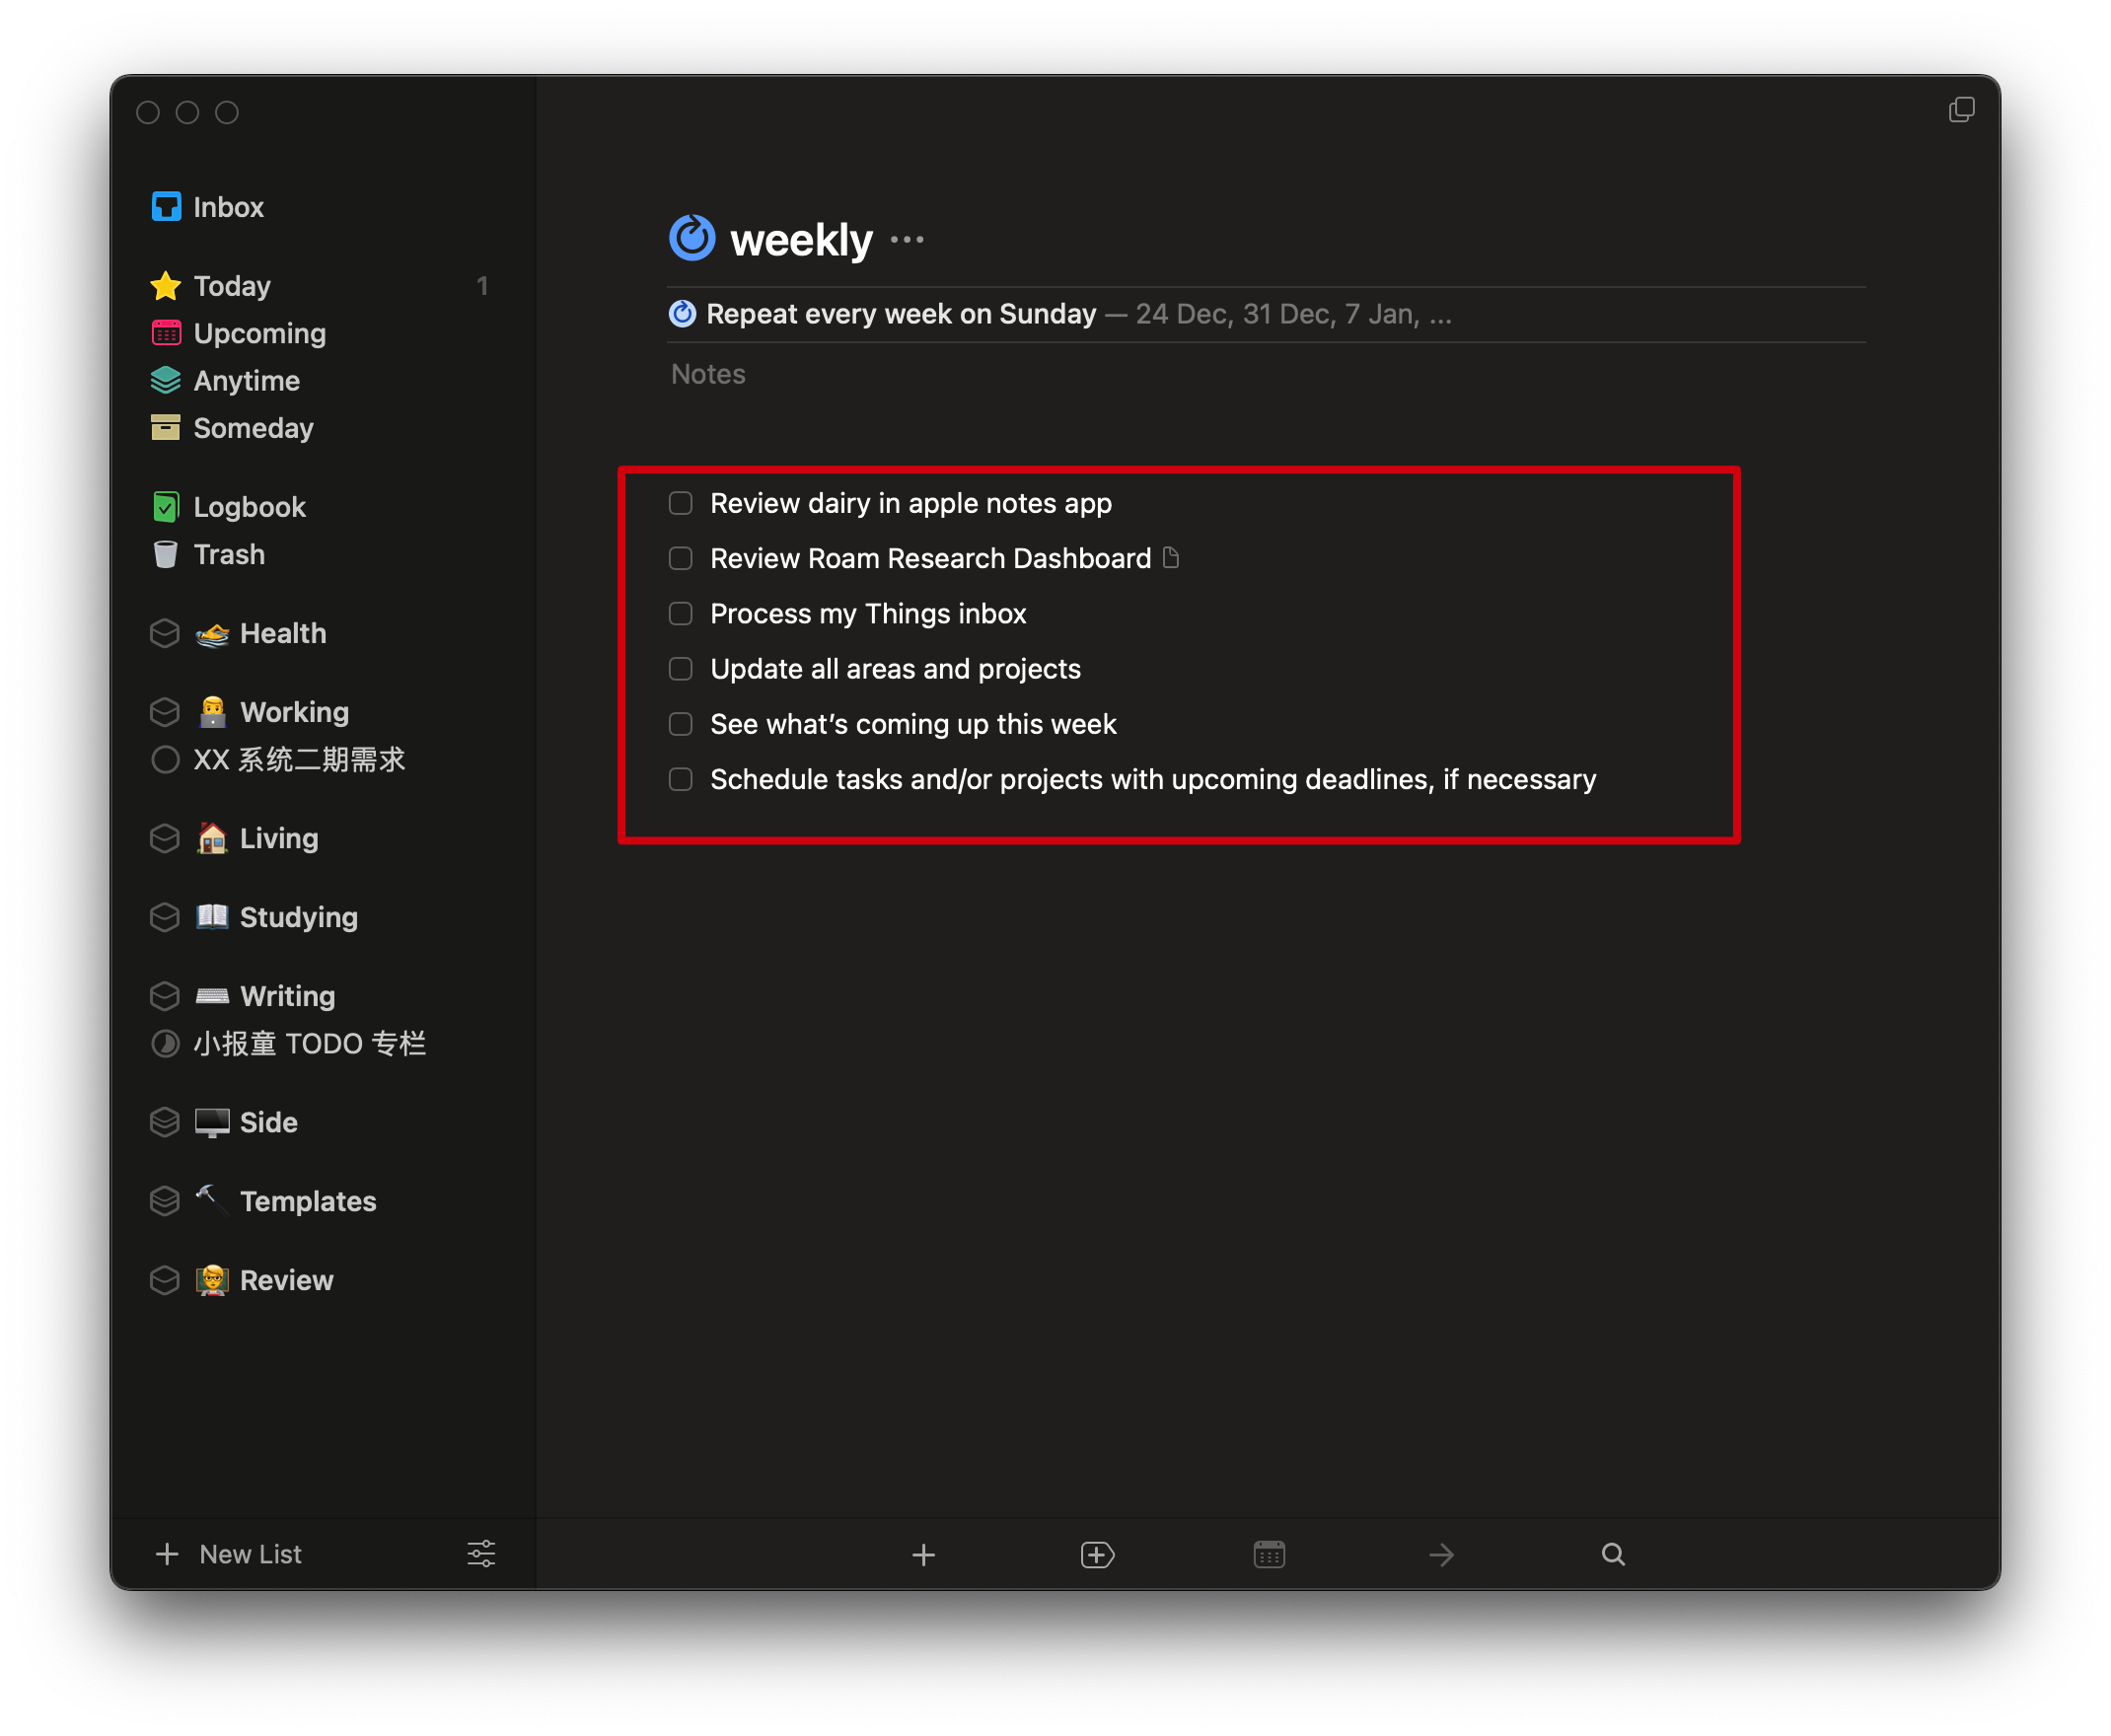 Inbox
Today 1
Upcoming
Anytime
Someday
Logbook
Trash
Health
Working
XX 系统二期需求
Living
Studying
Writing
小报童 TODO 专栏
Side
Templates
Review
New List
weekly
Repeat every week on Sunday — 24 Dec, 31 Dec, 7 Jan, ...
Notes
Review dairy in apple notes app
Review Roam Research Dashboard
Process my Things inbox
Update all areas and projects
See what’s coming up this week
Schedule tasks and/or projects with upcoming deadlines, if necessary